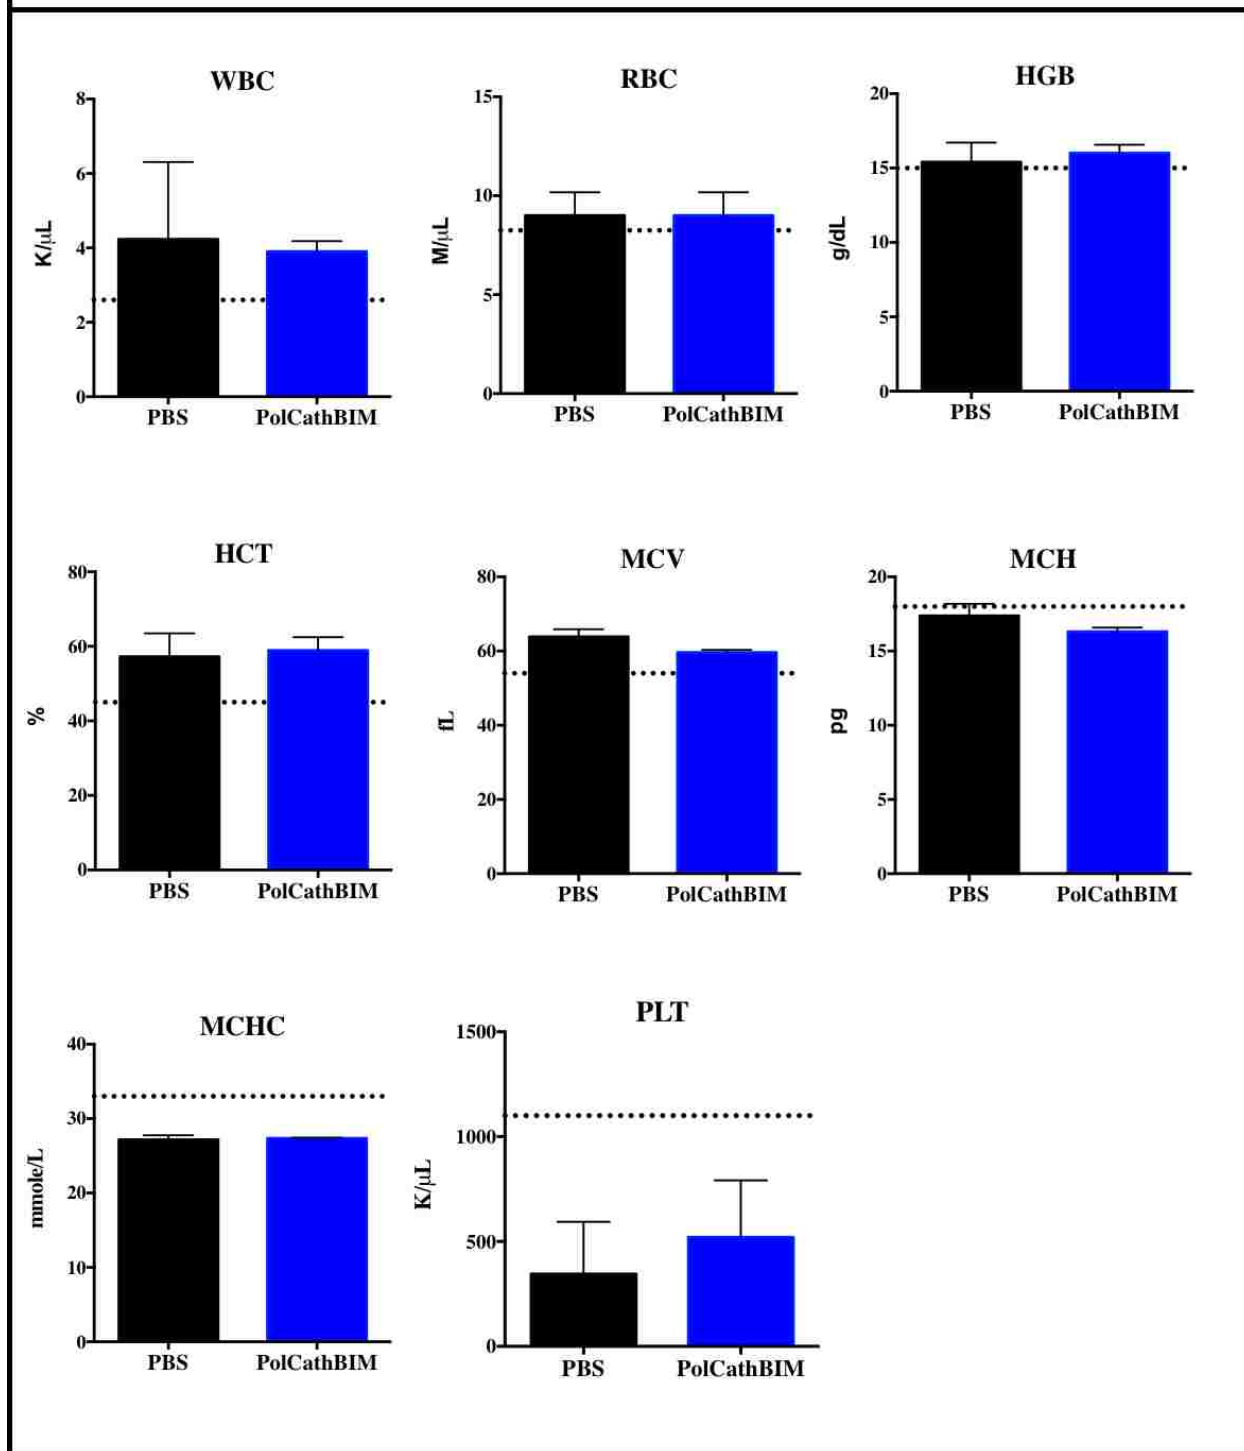 WBC
8
6
4
2
0
K/μL
PBS PolCathBIM
RBC
15
10
5
0
M/μL
PBS PolCathBIM
HGB
20
15
10
5
0
g/dL
PBS PolCathBIM
HCT
80
60
40
20
0
%
PBS PolCathBIM
MCV
80
60
40
20
0
fL
PBS PolCathBIM
MCH
20
15
10
5
0
pg
PBS PolCathBIM
MCHC
40
30
20
10
0
mmole/L
PBS PolCathBIM
PLT
1500
1000
500
0
K/μL
PBS PolCathBIM